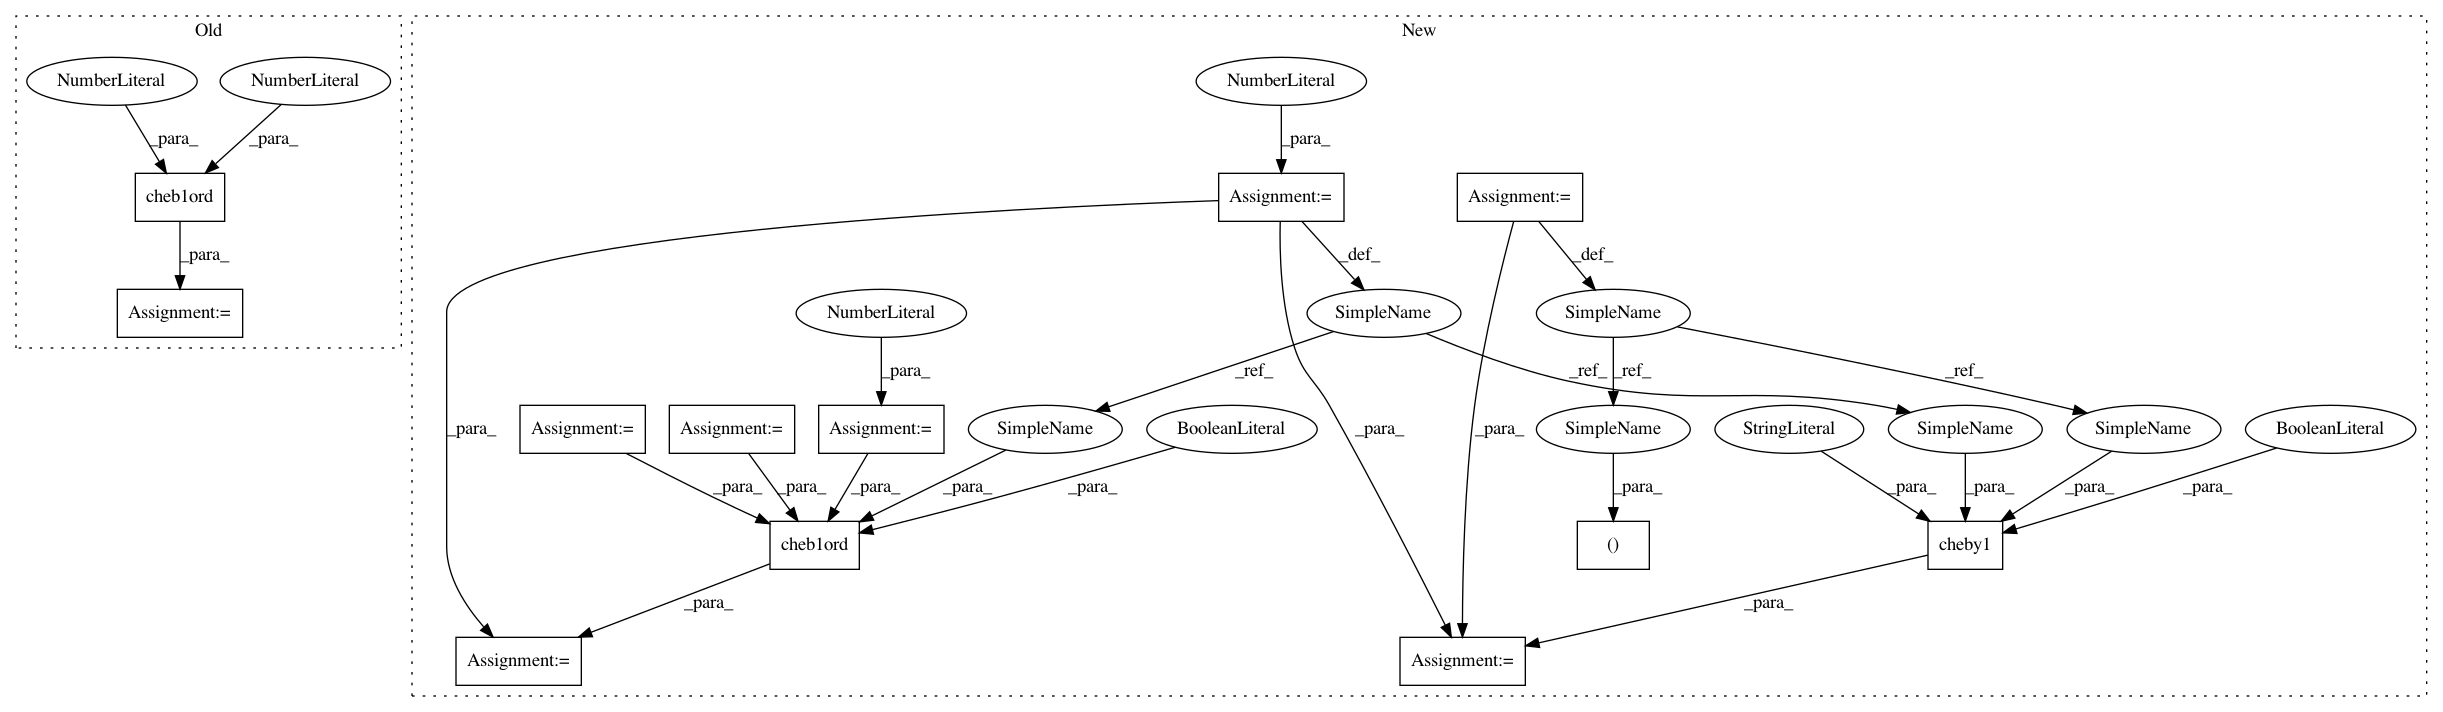 Old
New
NumberLiteral
NumberLiteral
NumberLiteral
_para_
_para_
_para_
cheb1ord
Assignment:=
Assignment:=
_para_
_def_
_def_
Assignment:=
NumberLiteral
SimpleName
SimpleName
_para_
_ref_
_ref_
_ref_
_ref_
Assignment:=
Assignment:=
Assignment:=
SimpleName
BooleanLiteral
SimpleName
StringLiteral
SimpleName
SimpleName
BooleanLiteral
_para_
_para_
_para_
_para_
_para_
_para_
_para_
_para_
_para_
_para_
_para_
_para_
_para_
cheb1ord
()
cheby1
_para_
_para_
Assignment:=
Assignment:=